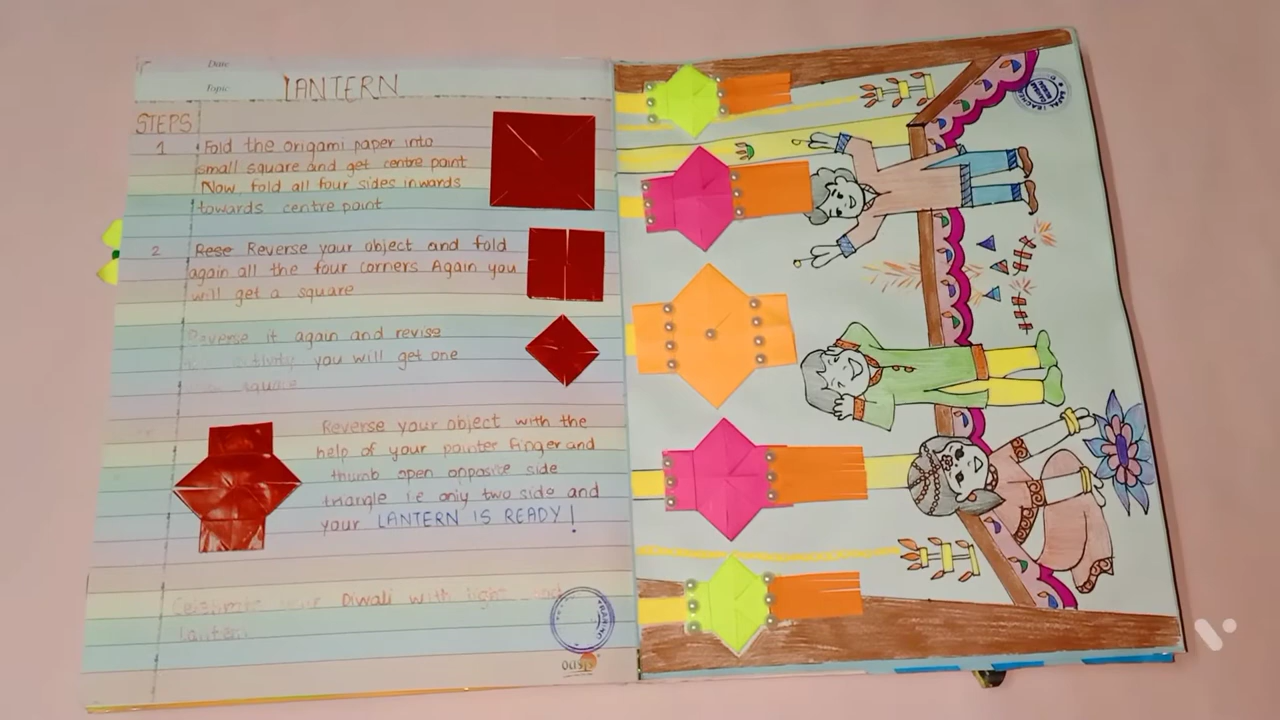 Date
Topic
LANTERN
STEPS
1 Fold the origami paper into
small square and get centre point
Now fold all four sides inwards
towards centre point
2 Rese Reverse your object and fold
again all the four corners Again you
will get a square
Reverse it again and revise
activity you will get one
square
Reverse your object with the
help of your pointer finger and
thumb open opposite side
triangle i.e only two side and
your LANTERN IS READY!
Celebrate your Diwali with light and
lantern
oasis